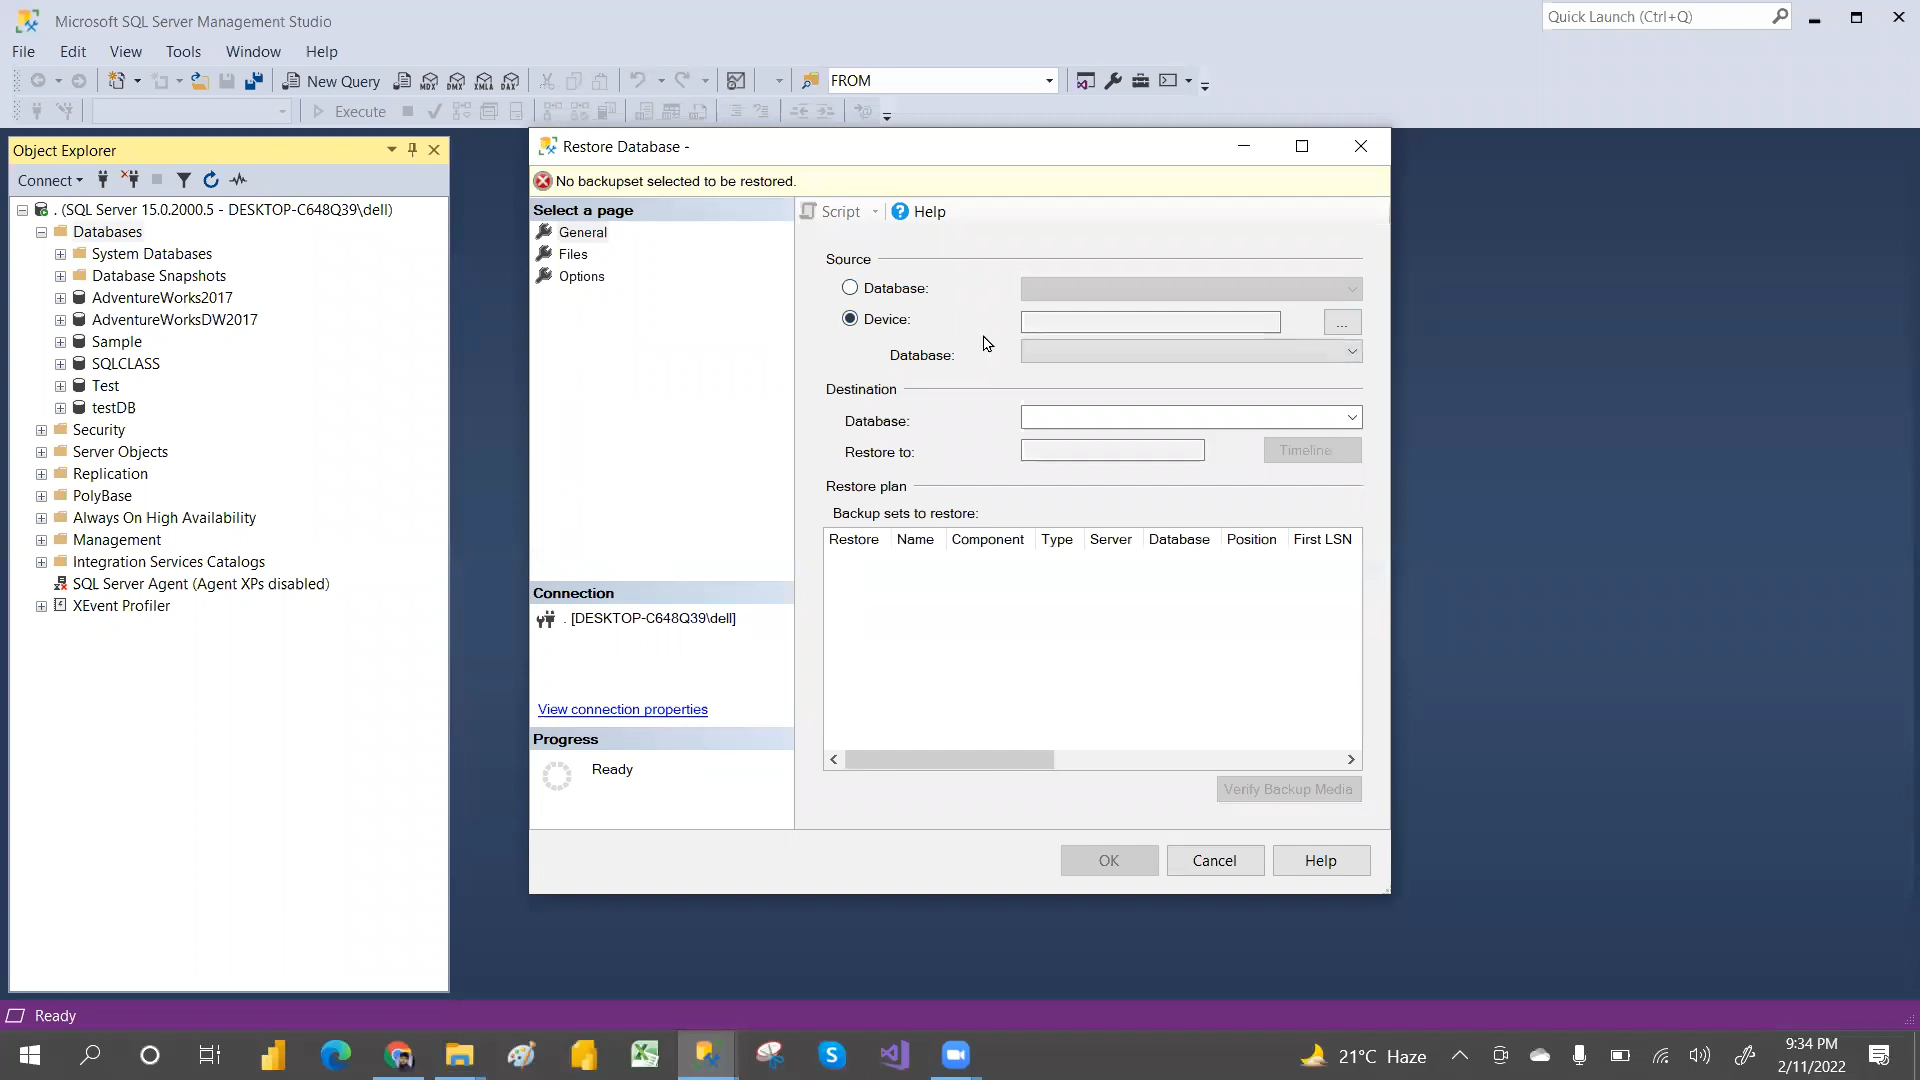 Microsoft SQL Server Management Studio
Quick Launch (Ctrl+Q)
File Edit View Tools Window Help
New Query MDX DMX XMLA DAX FROM
Execute
Object Explorer
Connect
. (SQL Server 15.0.2000.5 - DESKTOP-C648Q39\dell)
Databases
System Databases
Database Snapshots
AdventureWorks2017
AdventureWorksDW2017
Sample
SQLCLASS
Test
testDB
Security
Server Objects
Replication
PolyBase
Always On High Availability
Management
Integration Services Catalogs
SQL Server Agent (Agent XPs disabled)
XEvent Profiler
Restore Database -
No backupset selected to be restored.
Select a page
General
Files
Options
Connection
. [DESKTOP-C648Q39\dell]
View connection properties
Progress
Ready
Script Help
Source
Database:
Device:
...
Database:
Destination
Database:
Restore to:
Timeline
Restore plan
Backup sets to restore:
Restore Name Component Type Server Database Position First LSN
Verify Backup Media
OK Cancel Help
Ready
21°C Haze
9:34 PM
2/11/2022